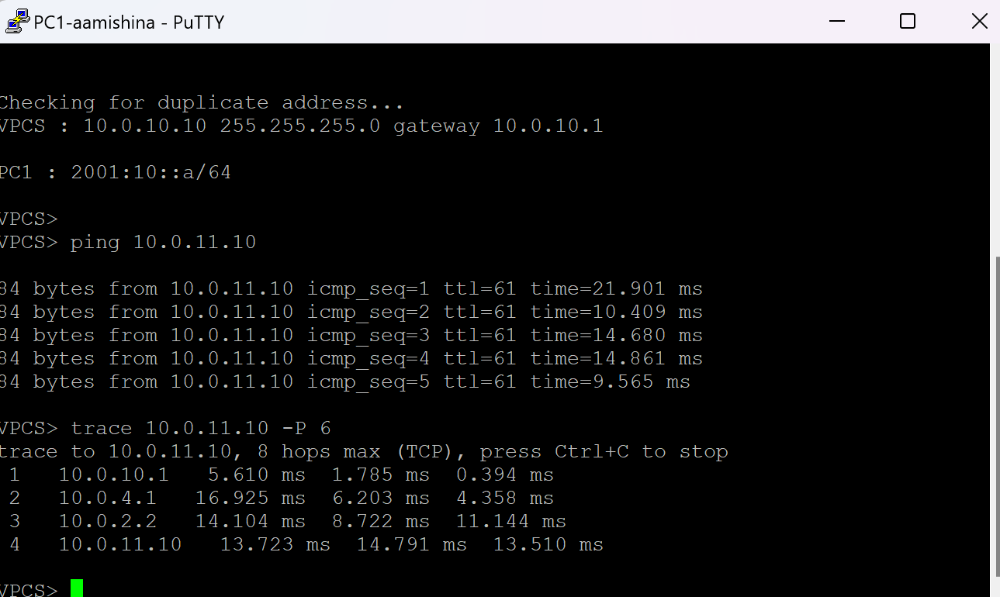 PC1-aamishina - PuTTY
Checking for duplicate address...
VPCS : 10.0.10.10 255.255.255.0 gateway 10.0.10.1
PC1 : 2001:10::a/64
VPCS>
VPCS> ping 10.0.11.10
84 bytes from 10.0.11.10 icmp_seq=1 ttl=61 time=21.901 ms
84 bytes from 10.0.11.10 icmp_seq=2 ttl=61 time=10.409 ms
84 bytes from 10.0.11.10 icmp_seq=3 ttl=61 time=14.680 ms
84 bytes from 10.0.11.10 icmp_seq=4 ttl=61 time=14.861 ms
84 bytes from 10.0.11.10 icmp_seq=5 ttl=61 time=9.565 ms
VPCS> trace 10.0.11.10 -P 6
trace to 10.0.11.10, 8 hops max (TCP), press Ctrl+C to stop
1   10.0.10.1   5.610 ms  1.785 ms  0.394 ms
2   10.0.4.1   16.925 ms  6.203 ms  4.358 ms
3   10.0.2.2   14.104 ms  8.722 ms  11.144 ms
4   10.0.11.10   13.723 ms  14.791 ms  13.510 ms
VPCS>